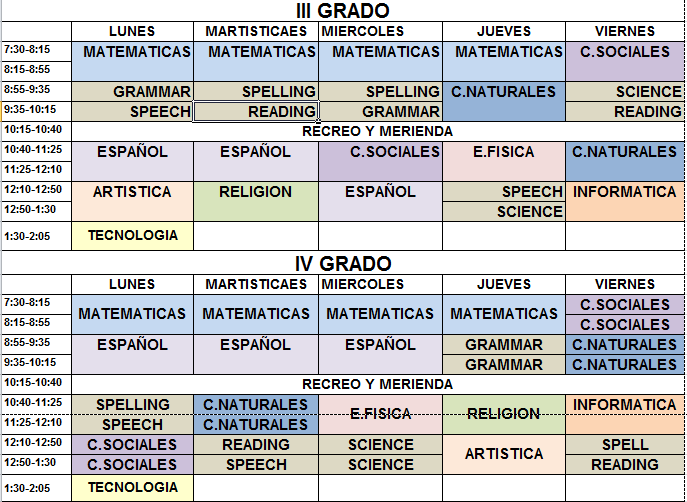 III GRADO
LUNES MARTISTICAES MIERCOLES JUEVES VIERNES
7:30-8:15 MATEMATICAS MATEMATICAS MATEMATICAS MATEMATICAS C.SOCIALES
8:15-8:55
8:55-9:35 GRAMMAR SPELLING SPELLING C.NATURALES SCIENCE
9:35-10:15 SPEECH READING GRAMMAR READING
10:15-10:40 RECREO Y MERIENDA
10:40-11:25 ESPAÑOL ESPAÑOL C.SOCIALES E.FISICA C.NATURALES
11:25-12:10
12:10-12:50 ARTISTICA RELIGION ESPAÑOL SPEECH INFORMATICA
12:50-1:30 SCIENCE
1:30-2:05 TECNOLOGIA
IV GRADO
LUNES MARTISTICAES MIERCOLES JUEVES VIERNES
7:30-8:15 MATEMATICAS MATEMATICAS MATEMATICAS MATEMATICAS C.SOCIALES
8:15-8:55 C.SOCIALES
8:55-9:35 ESPAÑOL ESPAÑOL ESPAÑOL GRAMMAR C.NATURALES
9:35-10:15 GRAMMAR C.NATURALES
10:15-10:40 RECREO Y MERIENDA
10:40-11:25 SPELLING C.NATURALES E.FISICA RELIGION INFORMATICA
11:25-12:10 SPEECH C.NATURALES
12:10-12:50 C.SOCIALES READING SCIENCE ARTISTICA SPELL
12:50-1:30 C.SOCIALES SPEECH SCIENCE READING
1:30-2:05 TECNOLOGIA